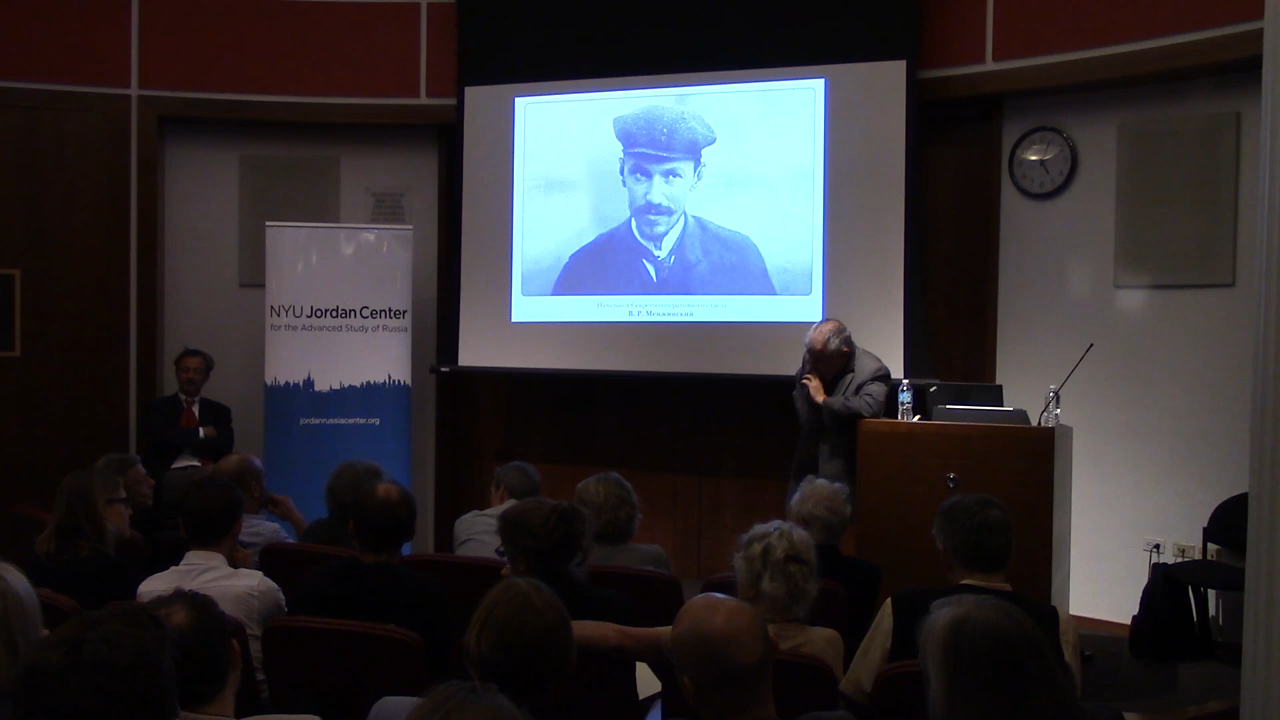 NYU Jordan Center
for the Advanced Study of Russia
jordanrussiacenter.org
В. Р. Менжинский